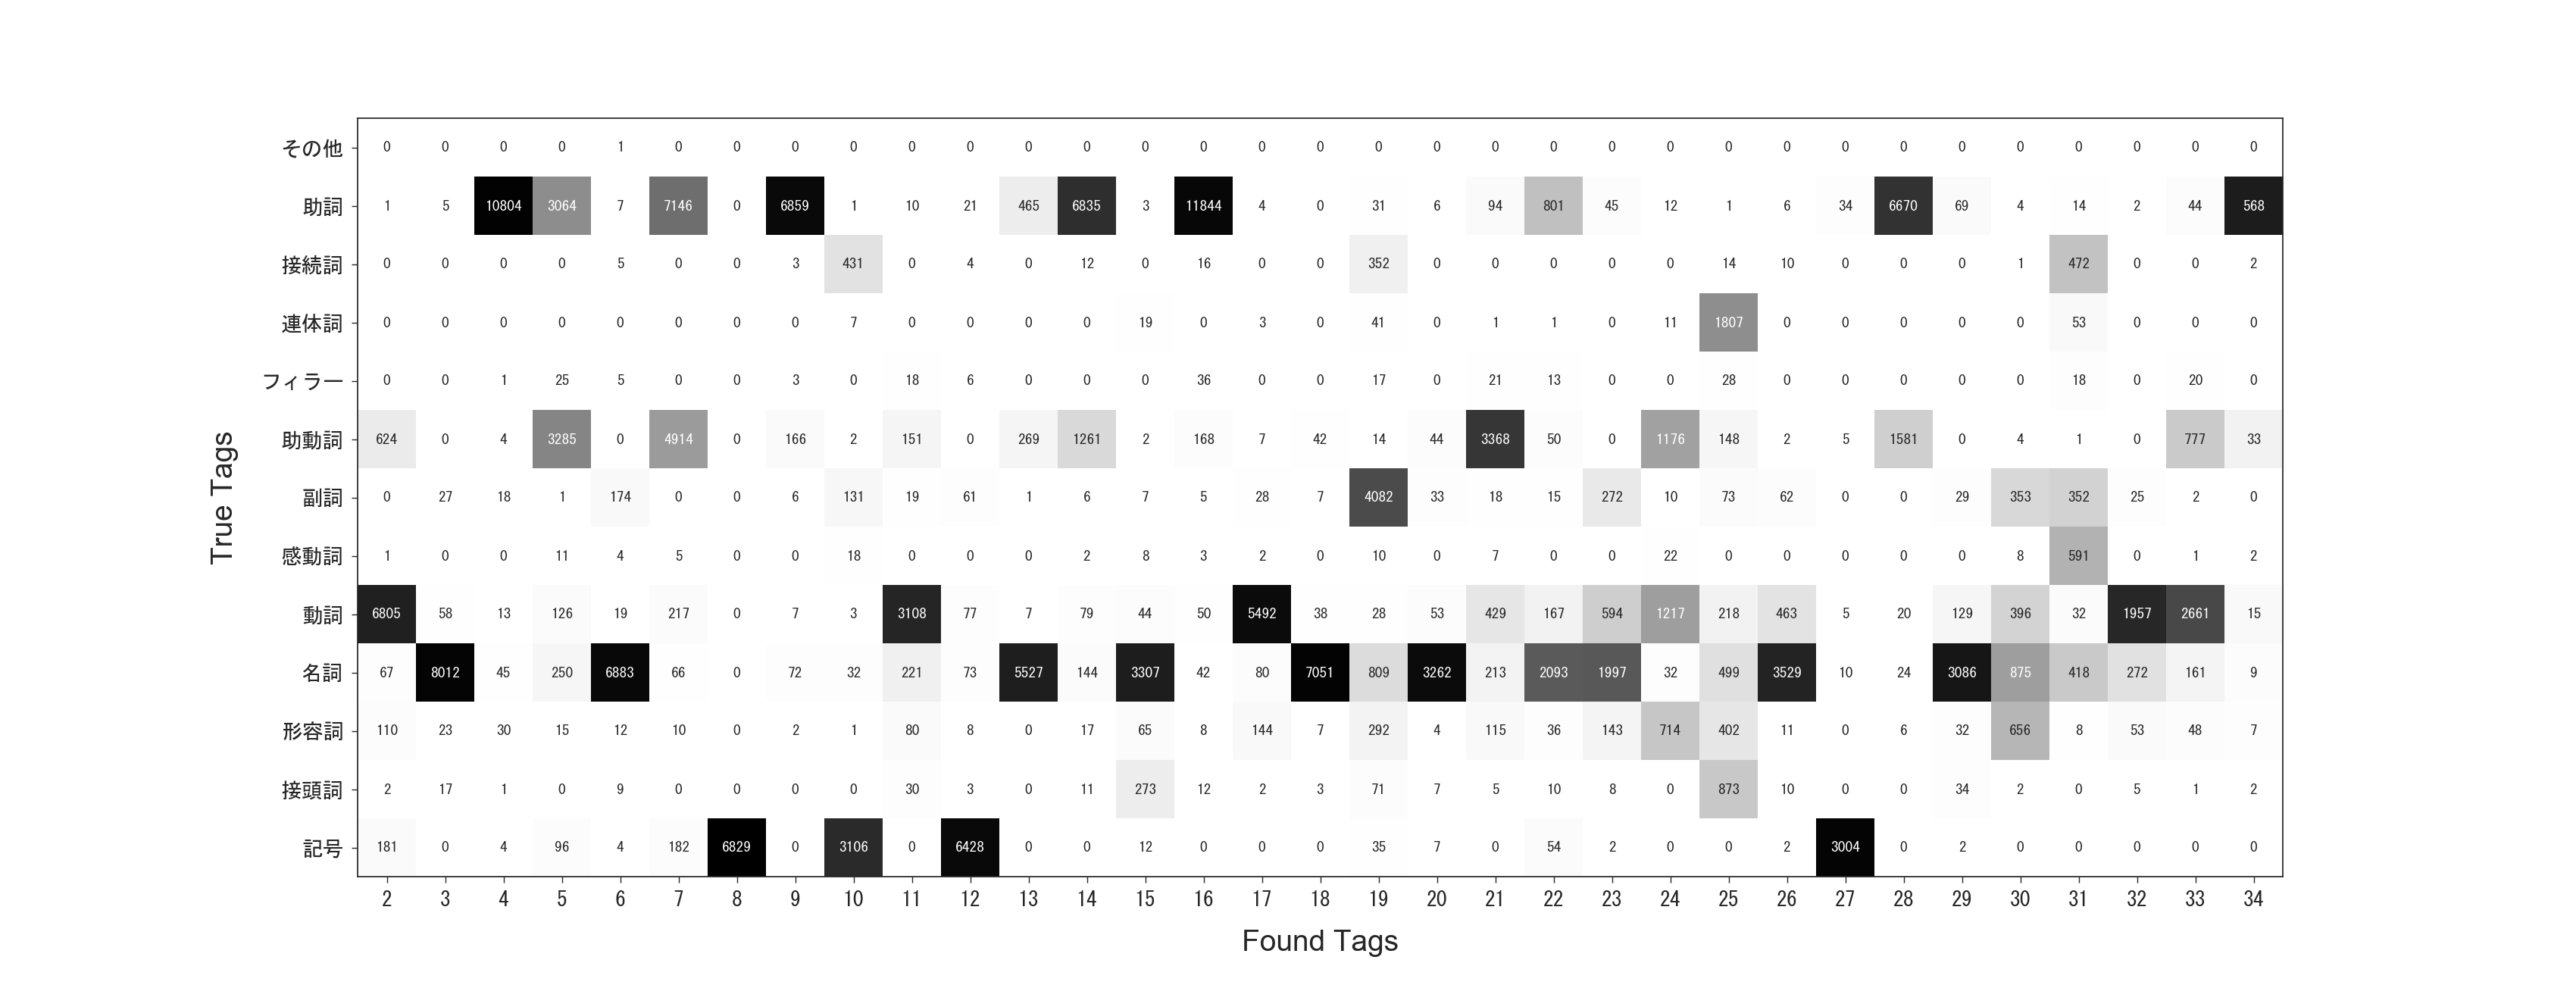 その他 0 0 0 0 1 0 0 0 0 0 0 0 0 0 0 0 0 0 0 0 0 0 0 0 0 0 0 0 0 0 0 0 0
助詞 1 5 10804 3064 7 7146 0 6859 1 10 21 465 6835 3 11844 4 0 31 6 94 801 45 12 1 6 34 6670 69 4 14 2 44 568
接続詞 0 0 0 0 5 0 0 3 431 0 4 0 12 0 16 0 0 352 0 0 0 0 0 14 10 0 0 0 1 472 0 0 2
連体詞 0 0 0 0 0 0 0 0 7 0 0 0 0 19 0 3 0 41 0 1 1 0 11 1807 0 0 0 0 0 53 0 0 0
フィラー 0 0 1 25 5 0 0 3 0 18 6 0 0 0 36 0 0 17 0 21 13 0 0 28 0 0 0 0 0 18 0 20 0
助動詞 624 0 4 3285 0 4914 0 166 2 151 0 269 1261 2 168 7 42 14 44 3368 50 0 1176 148 2 5 1581 0 4 1 0 777 33
副詞 0 27 18 1 174 0 0 6 131 19 61 1 6 7 5 28 7 4082 33 18 15 272 10 73 62 0 0 29 353 352 25 2 0
感動詞 1 0 0 11 4 5 0 0 18 0 0 0 2 8 3 2 0 10 0 7 0 0 22 0 0 0 0 0 8 591 0 1 2
動詞 6805 58 13 126 19 217 0 7 3 3108 77 7 79 44 50 5492 38 28 53 429 167 594 1217 218 463 5 20 129 396 32 1957 2661 15
名詞 67 8012 45 250 6883 66 0 72 32 221 73 5527 144 3307 42 80 7051 809 3262 213 2093 1997 32 499 3529 10 24 3086 875 418 272 161 9
形容詞 110 23 30 15 12 10 0 2 1 80 8 0 17 65 8 144 7 292 4 115 36 143 714 402 11 0 6 32 656 8 53 48 7
接頭詞 2 17 1 0 9 0 0 0 0 30 3 0 11 273 12 2 3 71 7 5 10 8 0 873 10 0 0 34 2 0 5 1 2
記号 181 0 4 96 4 182 6829 0 3106 0 6428 0 0 12 0 0 0 35 7 0 54 2 0 0 2 3004 0 2 0 0 0 0 0
2 3 4 5 6 7 8 9 10 11 12 13 14 15 16 17 18 19 20 21 22 23 24 25 26 27 28 29 30 31 32 33 34
Found Tags
True Tags